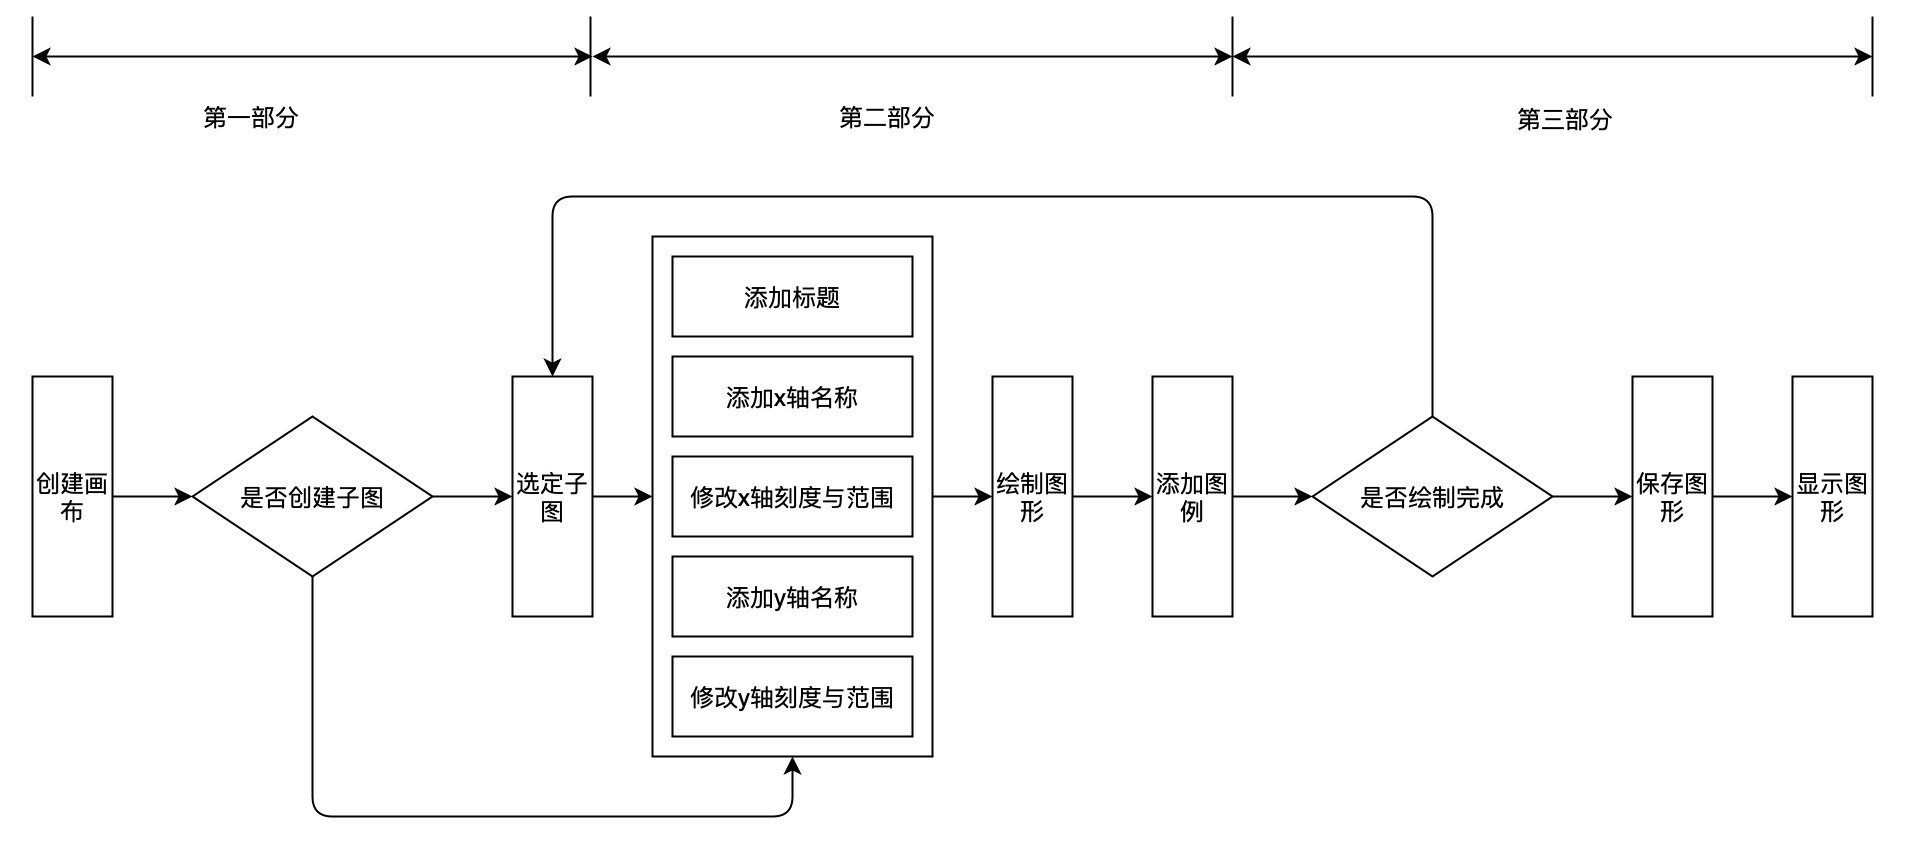 第一部分
第二部分
第三部分
创建画
布
是否创建子图
选定子
图
添加标题
添加x轴名称
修改x轴刻度与范围
添加y轴名称
修改y轴刻度与范围
绘制图
形
添加图
例
是否绘制完成
保存图
形
显示图
形